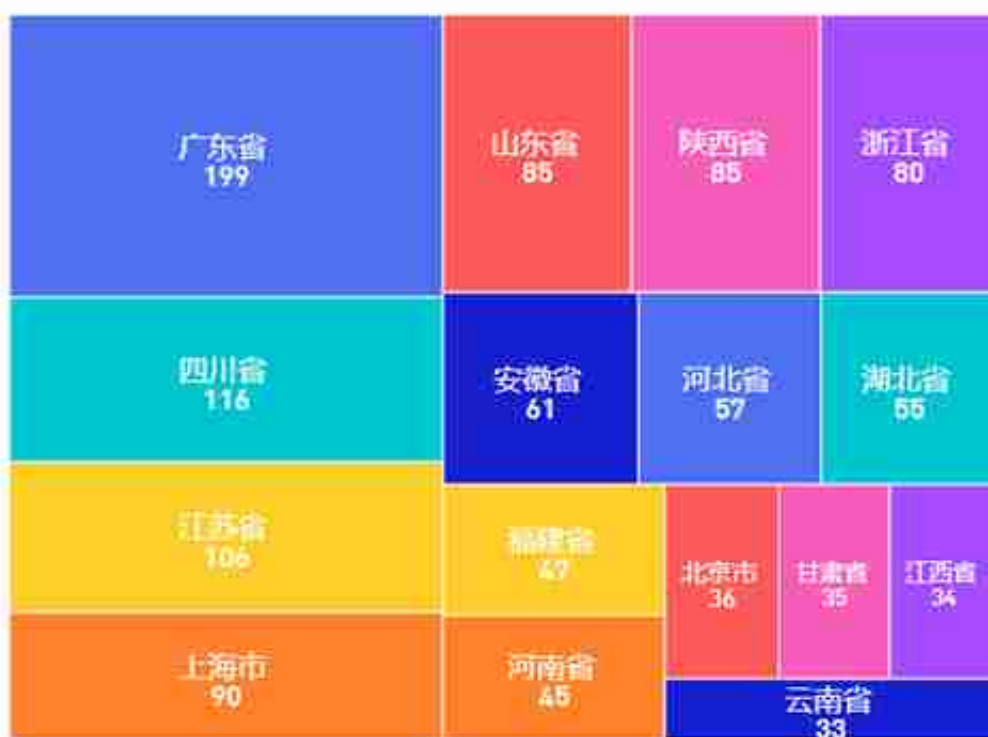 广东省
199
山东省
85
陕西省
85
浙江省
80
四川省
116
安徽省
61
河北省
57
湖北省
55
江苏省
106
福建省
47
北京市
36
甘肃省
35
江西省
34
上海市
90
河南省
45
云南省
33